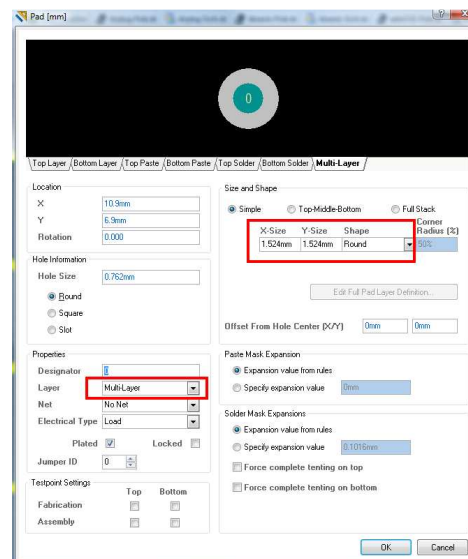 Pad [mm]
0
Top Layer Bottom Layer Top Paste Bottom Paste Top Solder Bottom Solder Multi-Layer
Location
X 10.9mm
Y 6.9mm
Rotation 0.000
Size and Shape
Simple Top-Middle-Bottom Full Stack
X-Size Y-Size Shape Corner Radius (%)
1.524mm 1.524mm Round 50%
Edit Full Pad Layer Definition...
Offset From Hole Center (X/Y) 0mm 0mm
Hole Information
Hole Size 0.762mm
Round
Square
Slot
Properties
Designator 0
Layer Multi-Layer
Net No Net
Electrical Type Load
Plated Locked
Jumper ID 0
Paste Mask Expansion
Expansion value from rules
Specify expansion value 0mm
Solder Mask Expansions
Expansion value from rules
Specify expansion value 0.1016mm
Force complete tenting on top
Force complete tenting on bottom
Testpoint Settings
Top Bottom
Fabrication
Assembly
OK Cancel